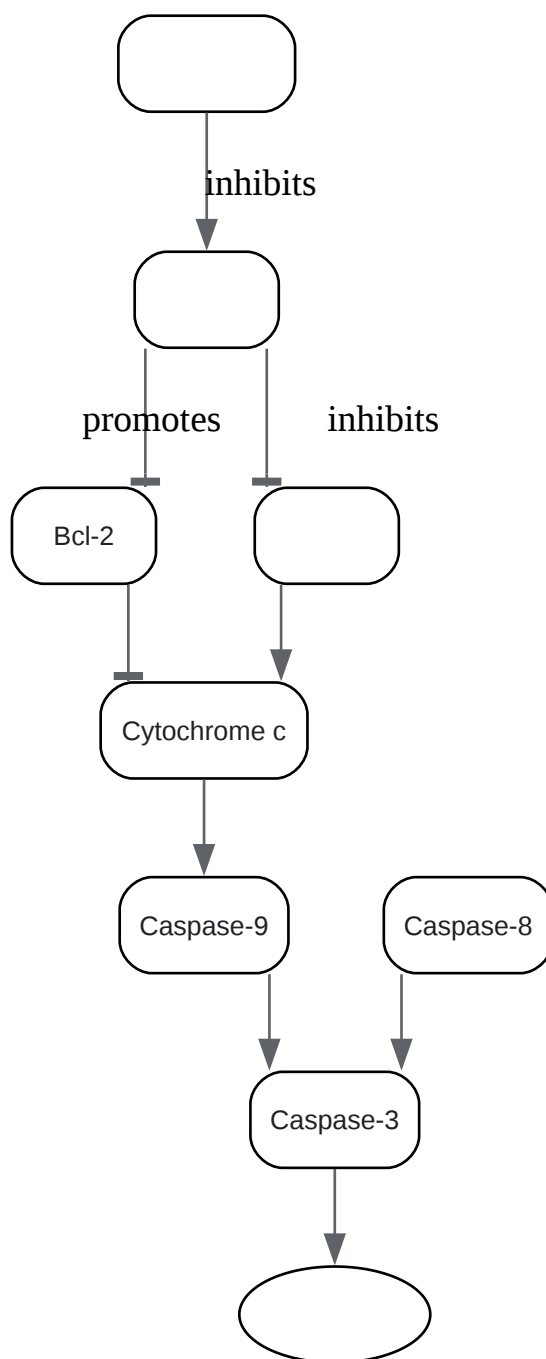 inhibits
promotes
inhibits
Bcl-2
Cytochrome c
Caspase-9
Caspase-8
Caspase-3